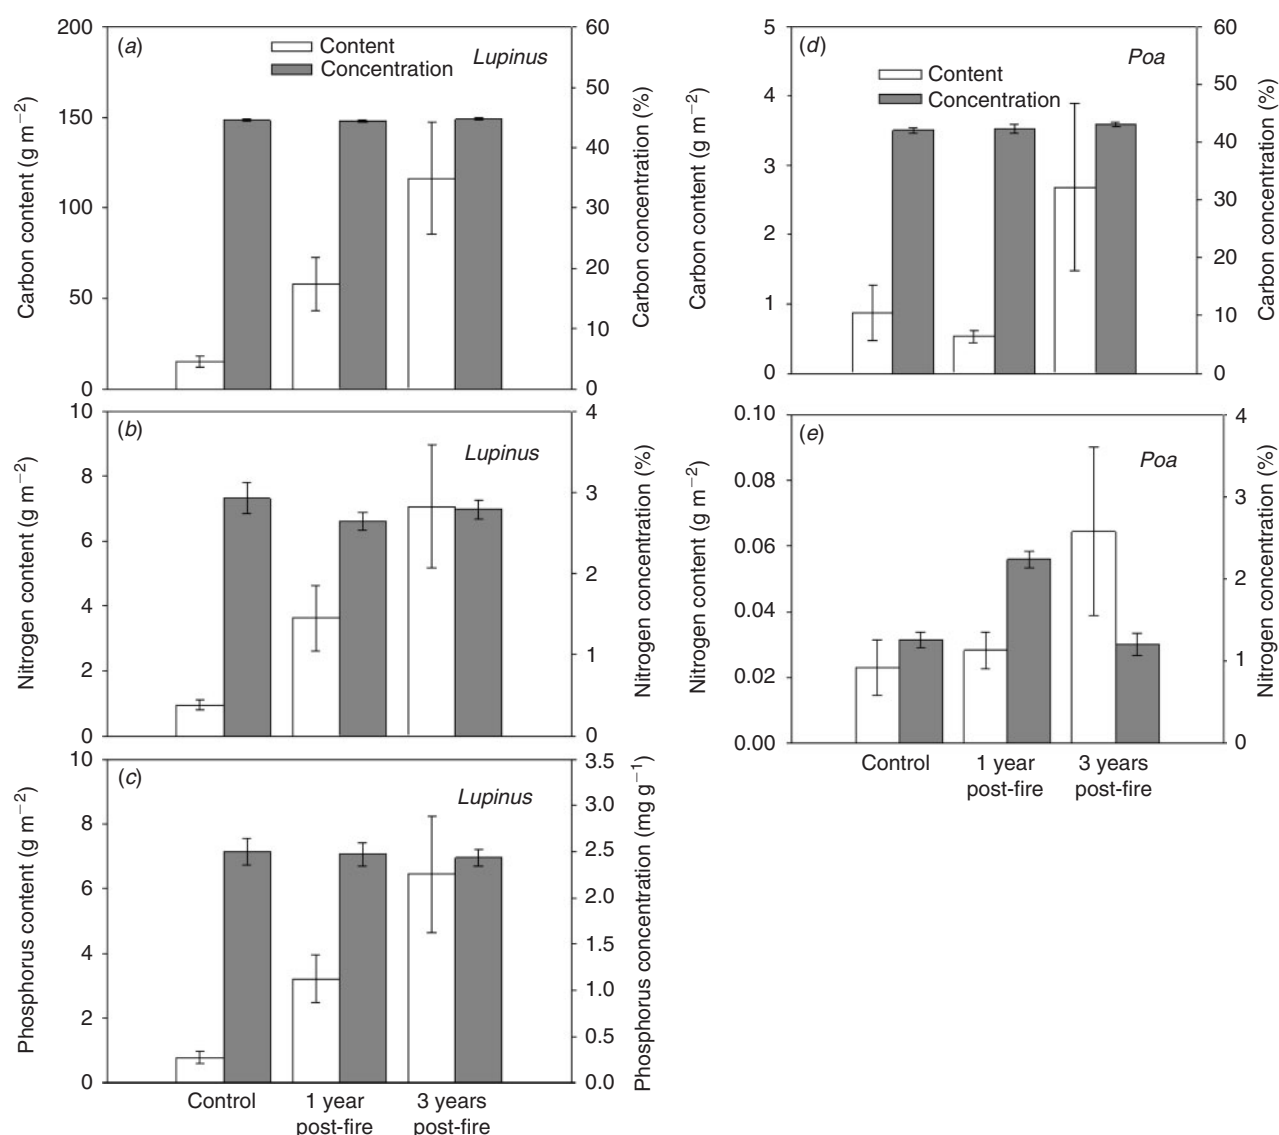 (a)
Content
Concentration
Lupinus
Carbon content (g m−2)
200
150
100
50
0
Carbon concentration (%)
60
50
40
30
20
10
0
(b)
Lupinus
Nitrogen content (g m−2)
10
8
6
4
2
0
Nitrogen concentration (%)
4
3
2
1
0
(c)
Lupinus
Phosphorus content (g m−2)
10
8
6
4
2
0
Phosphorus concentration (mg g−1)
3.5
3.0
2.5
2.0
1.5
1.0
0.5
0.0
Control
1 year
post-fire
3 years
post-fire
(d)
Content
Concentration
Poa
Carbon content (g m−2)
5
4
3
2
1
0
Carbon concentration (%)
60
50
40
30
20
10
0
(e)
Poa
Nitrogen content (g m−2)
0.10
0.08
0.06
0.04
0.02
0.00
Nitrogen concentration (%)
4
3
2
1
0
Control
1 year
post-fire
3 years
post-fire